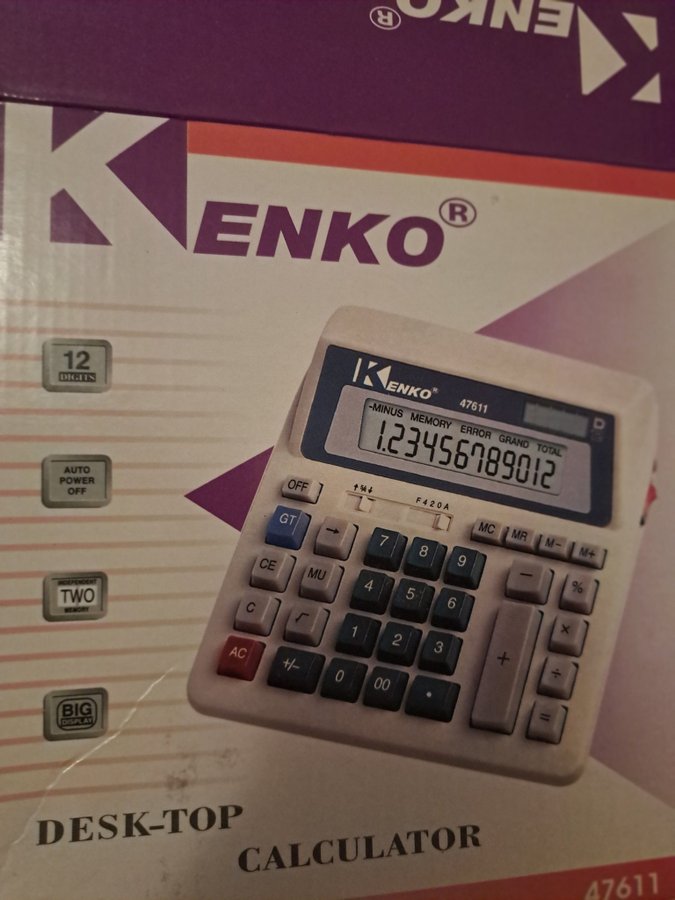 KENKO®
KENKO®
12
DIGITS
AUTO
POWER
OFF
INDEPENDENT
TWO
MEMORY
BIG
DISPLAY
KENKO®
47611
-MINUS MEMORY ERROR GRAND TOTAL
1.23456789012
OFF
F420A
GT → 7 8 9 MC MR M- M+
CE MU 4 5 6 − %
C √ 1 2 3 + ×
AC +/− 0 00 • ÷
=
DESK-TOP
CALCULATOR
47611